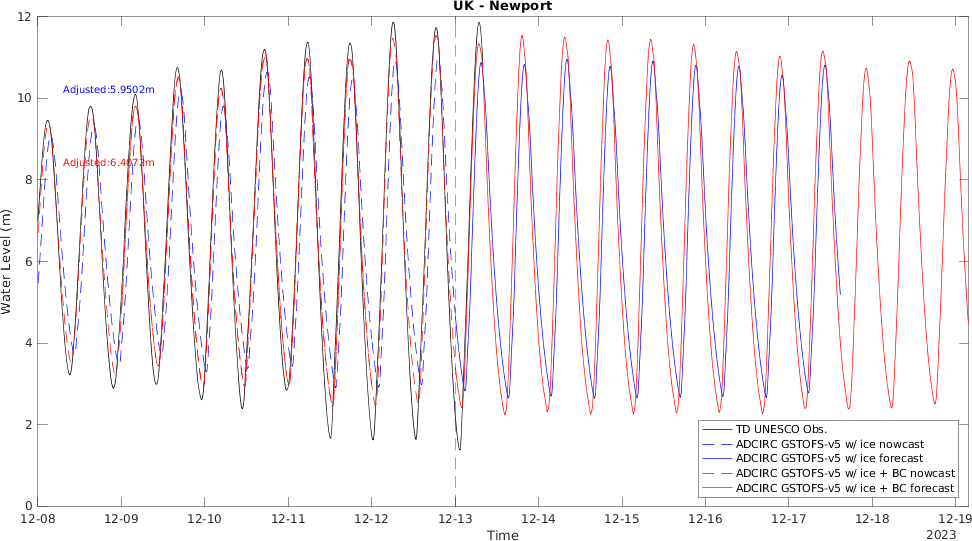 UK - Newport
12
10
8
6
4
2
0
Water Level (m)
Adjusted:5.9502m
Adjusted:6.4072m
TD UNESCO Obs.
ADCIRC GSTOFS-v5 w/ ice nowcast
ADCIRC GSTOFS-v5 w/ ice forecast
ADCIRC GSTOFS-v5 w/ ice + BC nowcast
ADCIRC GSTOFS-v5 w/ ice + BC forecast
12-08 12-09 12-10 12-11 12-12 12-13 12-14 12-15 12-16 12-17 12-18 12-19
Time
2023